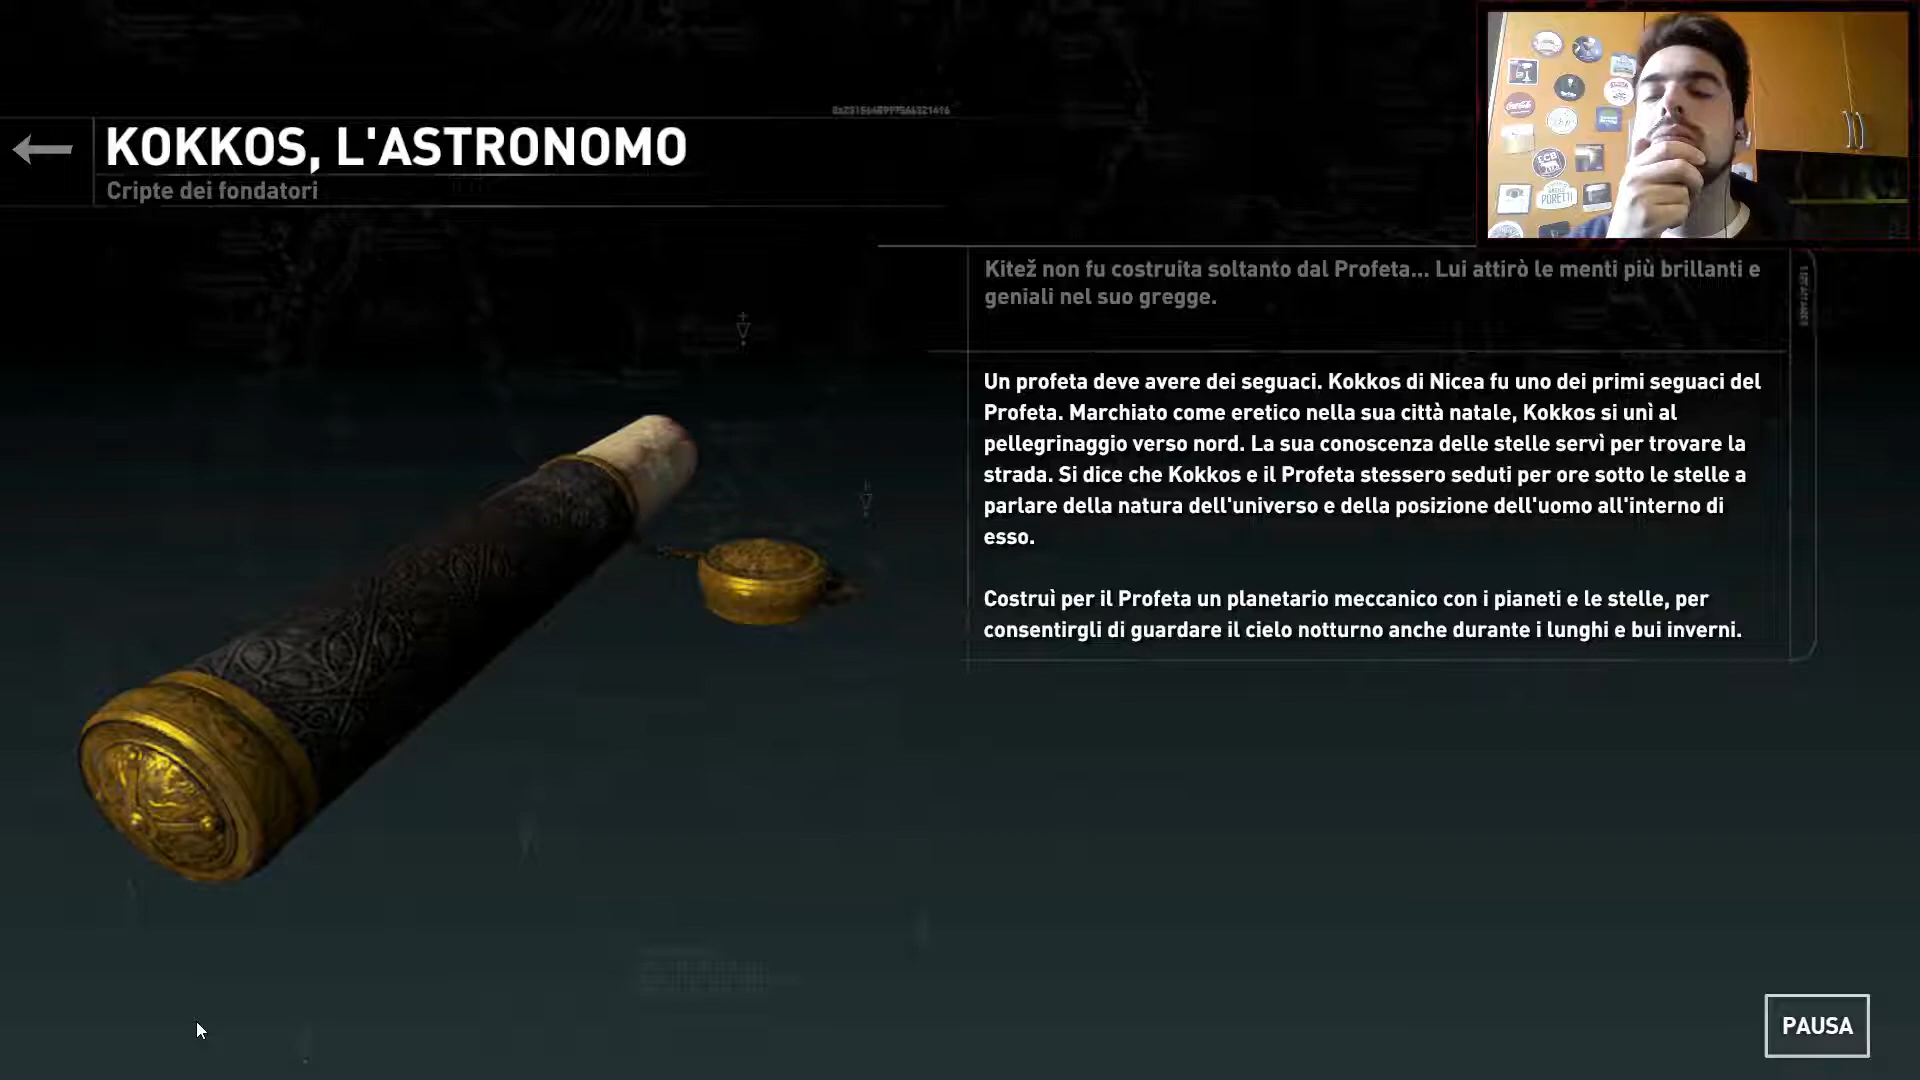 KOKKOS, L'ASTRONOMO
Cripte dei fondatori
Kitež non fu costruita soltanto dal Profeta... Lui attirò le menti più brillanti e
geniali nel suo gregge.
Un profeta deve avere dei seguaci. Kokkos di Nicea fu uno dei primi seguaci del
Profeta. Marchiato come eretico nella sua città natale, Kokkos si unì al
pellegrinaggio verso nord. La sua conoscenza delle stelle servì per trovare la
strada. Si dice che Kokkos e il Profeta stessero seduti per ore sotto le stelle a
parlare della natura dell'universo e della posizione dell'uomo all'interno di
esso.
Costruì per il Profeta un planetario meccanico con i pianeti e le stelle, per
consentirgli di guardare il cielo notturno anche durante i lunghi e bui inverni.
PORETTI
PAUSA